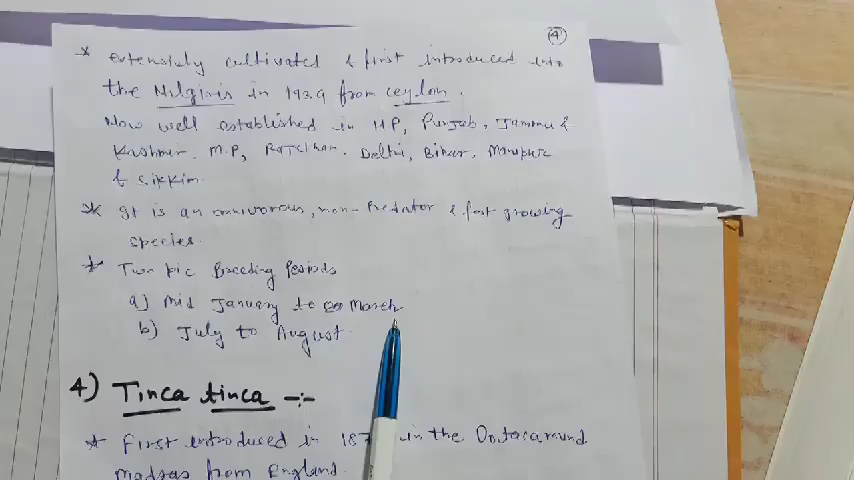 4
* extensively cultivated & first introduced into
the Nilgiris in 1939 from ceylon.
Now well established in HP, Punjab, Jammu &
Kashmir, M.P, Rajasthan, Delhi, Bihar, Manipur
& Sikkim.
* It is an omnivorous, non-Predator & fast growing
species.
* Two Breeding Periods
a) Mid January to March
b) July to August
4) Tinca tinca :-
* First introduced in 187 in the
Madras from England.